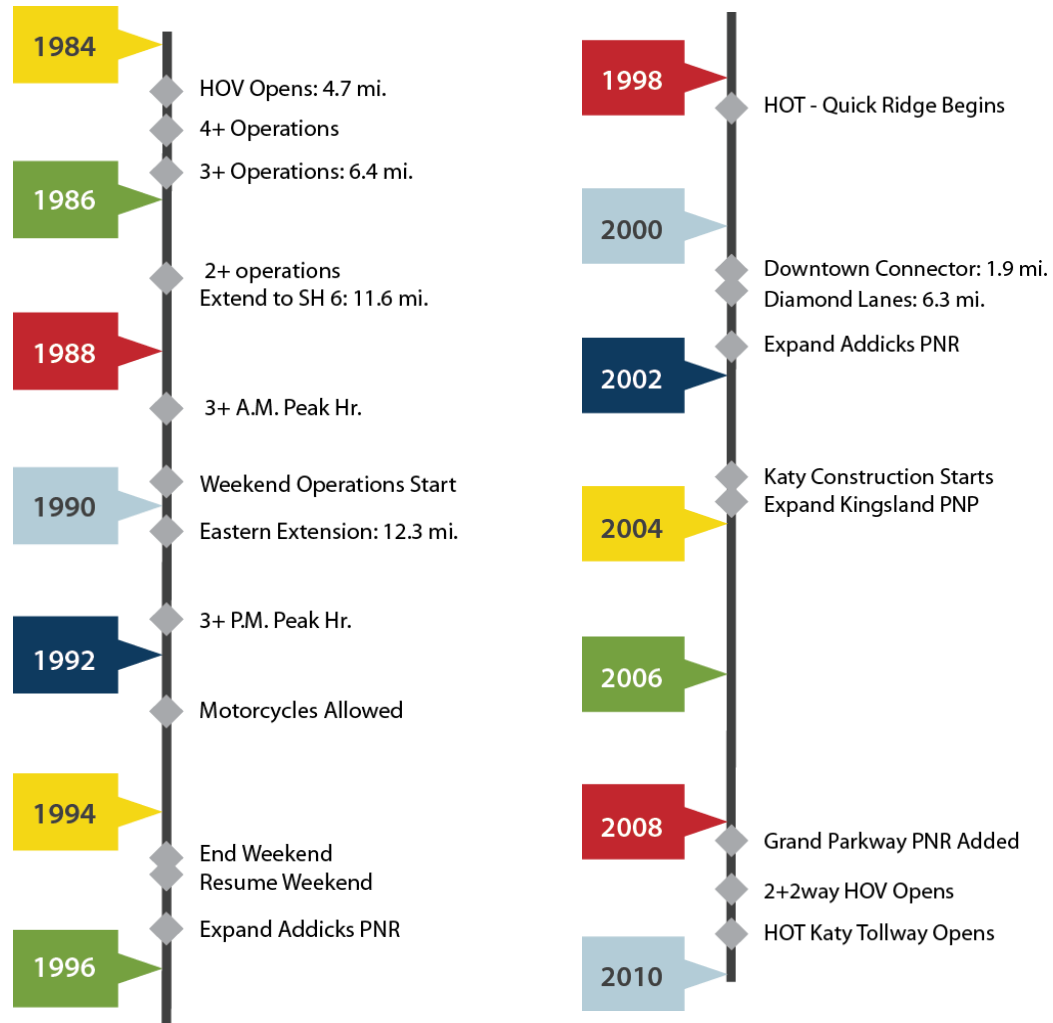 1984
HOV Opens: 4.7 mi.
4+ Operations
3+ Operations: 6.4 mi.
1986
2+ operations
Extend to SH 6: 11.6 mi.
1988
3+ A.M. Peak Hr.
Weekend Operations Start
1990
Eastern Extension: 12.3 mi.
3+ P.M. Peak Hr.
1992
Motorcycles Allowed
1994
End Weekend
Resume Weekend
Expand Addicks PNR
1996
1998
HOT - Quick Ridge Begins
2000
Downtown Connector: 1.9 mi.
Diamond Lanes: 6.3 mi.
Expand Addicks PNR
2002
Katy Construction Starts
Expand Kingsland PNP
2004
2006
2008
Grand Parkway PNR Added
2+2way HOV Opens
HOT Katy Tollway Opens
2010